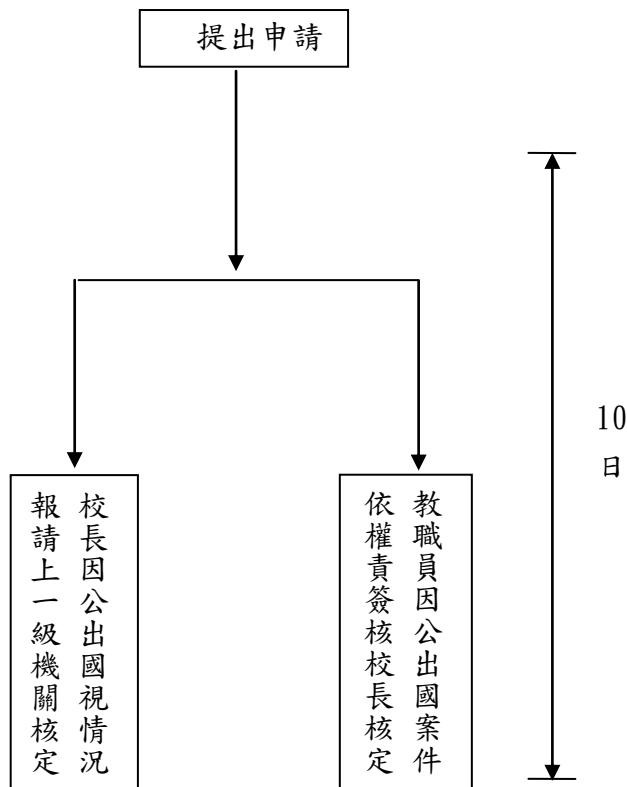 提出申請
校長因公出國視情況
報請上一級機關核定
教職員因公出國案件
依權責簽核校長核定
10
日